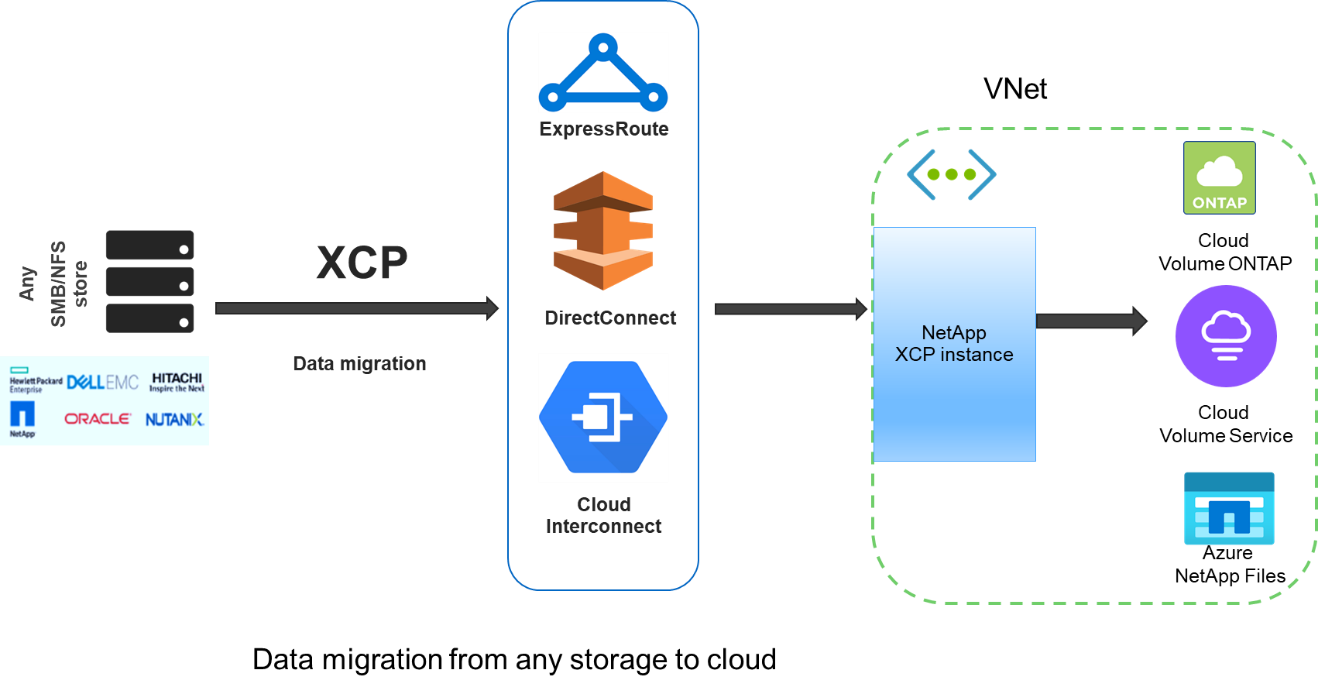 VNet
ExpressRoute
ONTAP
Cloud
Volume ONTAP
Any
SMB/NFS
store
XCP
DirectConnect
Data migration
NetApp
XCP instance
Hewlett Packard
Enterprise
DELLEMC
HITACHI
Inspire the Next
NetApp
ORACLE
NUTANIX
Cloud
Volume Service
Cloud
Interconnect
Azure
NetApp Files
Data migration from any storage to cloud